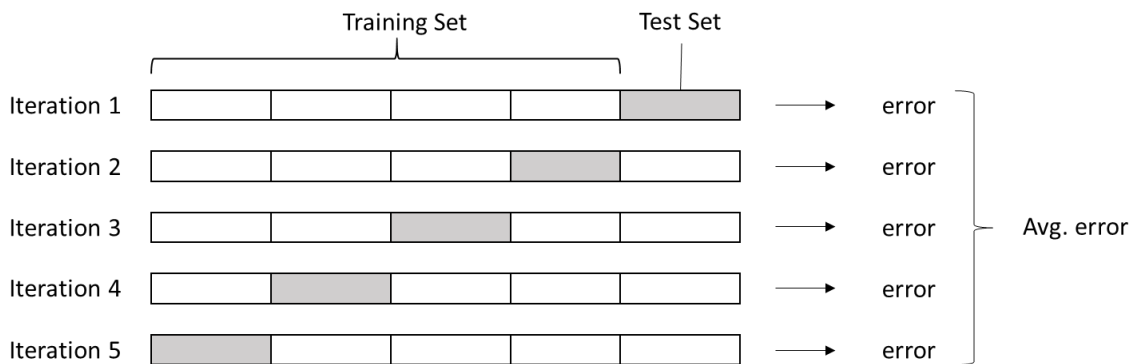 Training Set
Test Set
Iteration 1
error
Iteration 2
error
Iteration 3
error
Avg. error
Iteration 4
error
Iteration 5
error